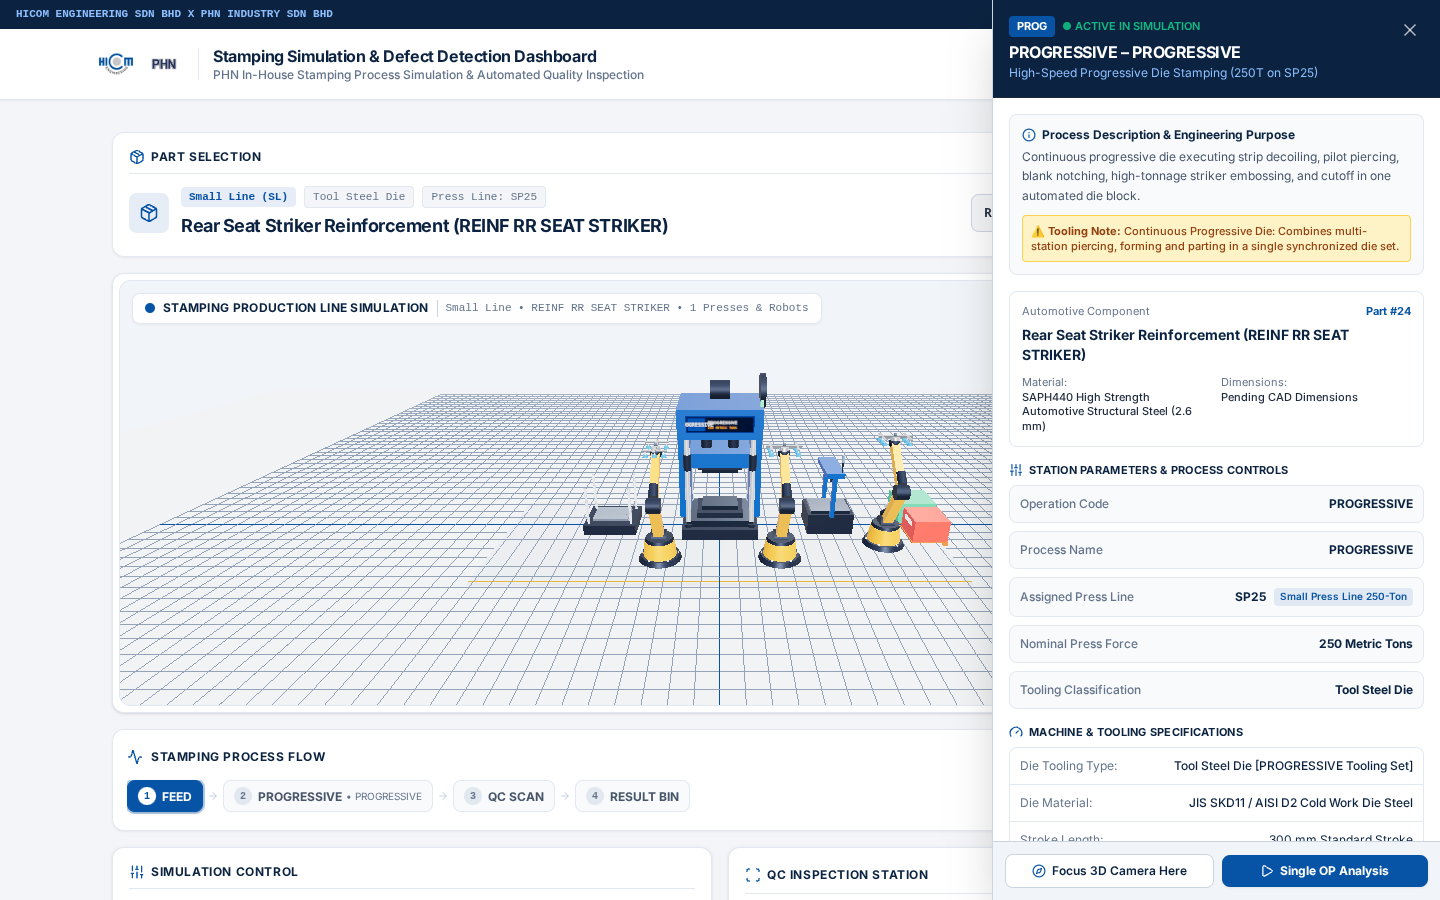 HICOM ENGINEERING SDN BHD X PHN INDUSTRY SDN BHD
HICOM
PHN
Stamping Simulation & Defect Detection Dashboard
PHN In-House Stamping Process Simulation & Automated Quality Inspection
PART SELECTION
Small Line (SL)
Tool Steel Die
Press Line: SP25
Rear Seat Striker Reinforcement (REINF RR SEAT STRIKER)
R
STAMPING PRODUCTION LINE SIMULATION
Small Line • REINF RR SEAT STRIKER • 1 Presses & Robots
STAMPING PROCESS FLOW
1 FEED
→
2 PROGRESSIVE • PROGRESSIVE
→
3 QC SCAN
→
4 RESULT BIN
SIMULATION CONTROL
QC INSPECTION STATION
PROG
ACTIVE IN SIMULATION
PROGRESSIVE – PROGRESSIVE
High-Speed Progressive Die Stamping (250T on SP25)
Process Description & Engineering Purpose
Continuous progressive die executing strip decoiling, pilot piercing,
blank notching, high-tonnage striker embossing, and cutoff in one
automated die block.
⚠️ Tooling Note: Continuous Progressive Die: Combines multi-
station piercing, forming and parting in a single synchronized die set.
Automotive Component
Part #24
Rear Seat Striker Reinforcement (REINF RR SEAT
STRIKER)
Material:
SAPH440 High Strength
Automotive Structural Steel (2.6
mm)
Dimensions:
Pending CAD Dimensions
STATION PARAMETERS & PROCESS CONTROLS
Operation Code
PROGRESSIVE
Process Name
PROGRESSIVE
Assigned Press Line
SP25
Small Press Line 250-Ton
Nominal Press Force
250 Metric Tons
Tooling Classification
Tool Steel Die
MACHINE & TOOLING SPECIFICATIONS
Die Tooling Type:
Tool Steel Die [PROGRESSIVE Tooling Set]
Die Material:
JIS SKD11 / AISI D2 Cold Work Die Steel
Stroke Length:
300 mm Standard Stroke
Focus 3D Camera Here
Single OP Analysis